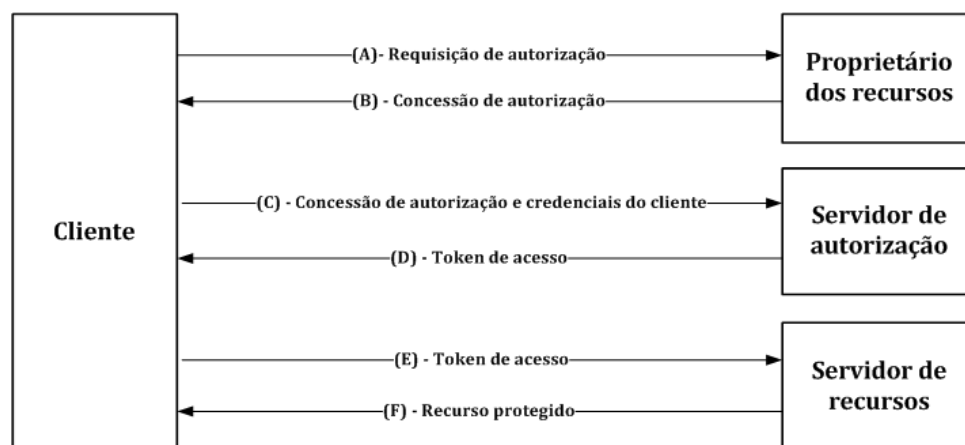 (A)- Requisição de autorização
Proprietário
dos recursos
(B) - Concessão de autorização
Cliente
(C) - Concessão de autorização e credenciais do cliente
Servidor de
autorização
(D) - Token de acesso
(E) - Token de acesso
Servidor de
recursos
(F) - Recurso protegido